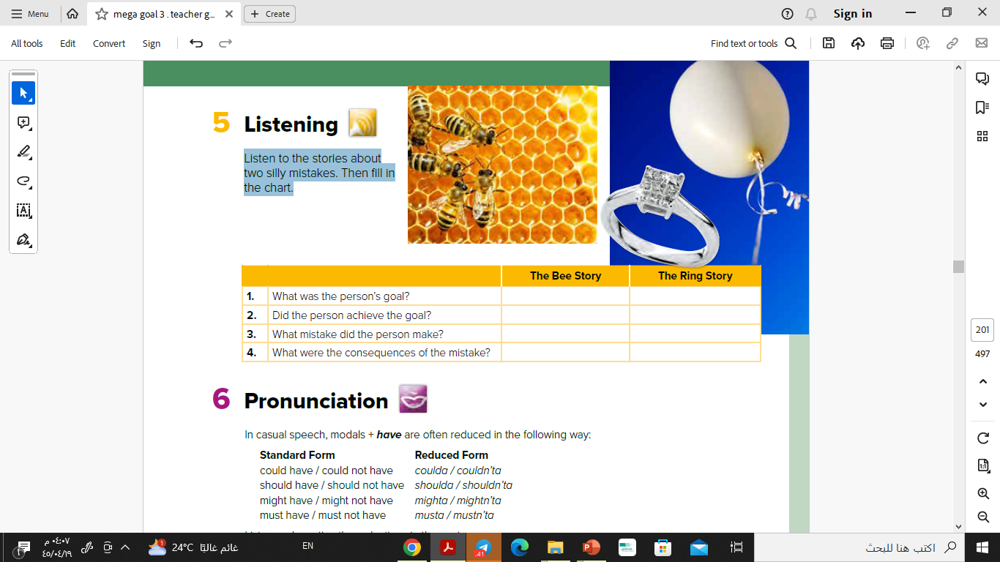 Menu
mega goal 3 . teacher g...
Create
Sign in
All tools
Edit
Convert
Sign
Find text or tools
5 Listening
Listen to the stories about
two silly mistakes. Then fill in
the chart.
The Bee Story The Ring Story
1. What was the person's goal?
2. Did the person achieve the goal?
3. What mistake did the person make?
4. What were the consequences of the mistake?
6 Pronunciation
In casual speech, modals + have are often reduced in the following way:
Standard Form Reduced Form
could have / could not have coulda / couldn'ta
should have / should not have shoulda / shouldn'ta
might have / might not have mighta / mightn'ta
must have / must not have musta / mustn'ta
201
497
1:1
٠٤:٠٧ م
٤٥/٠٤/١٩
١
1
24°C غائم غالبًا
EN
41
اكتب هنا للبحث